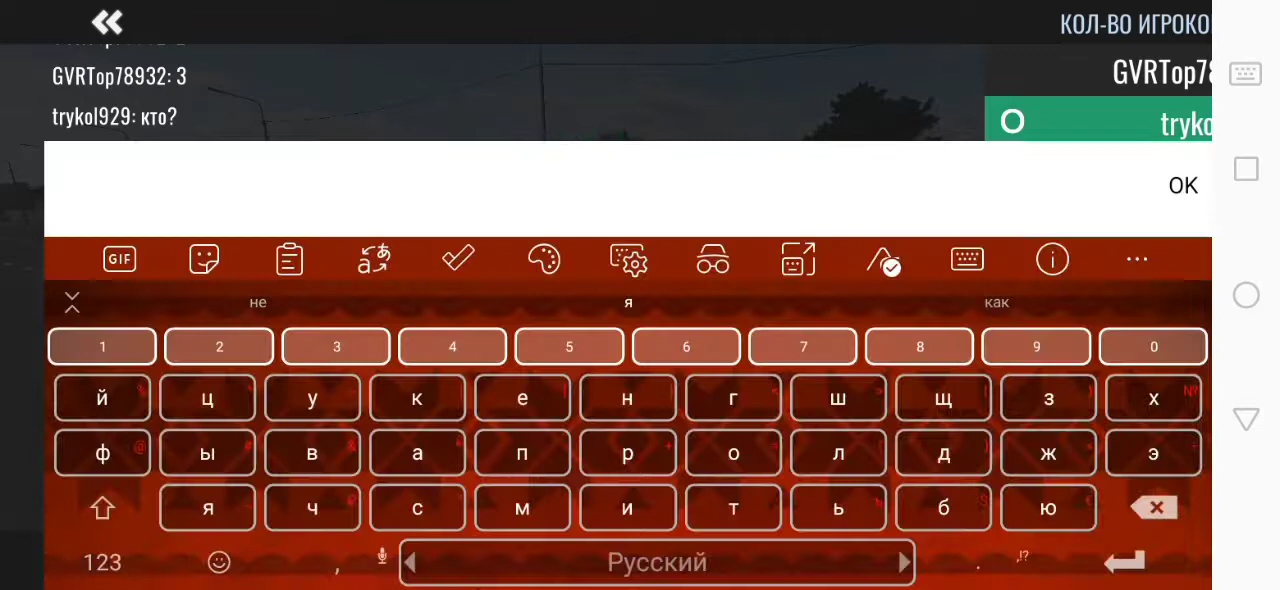 КОЛ-ВО ИГРОКО
GVRTop78932: 3
GVRTop78
trykol929: кто?
tryko
OK
GIF
не я как
1 2 3 4 5 6 7 8 9 0
й ц у к е н г ш щ з х
ф ы в а п р о л д ж э
я ч с м и т ь б ю
123 , Русский . ,!?